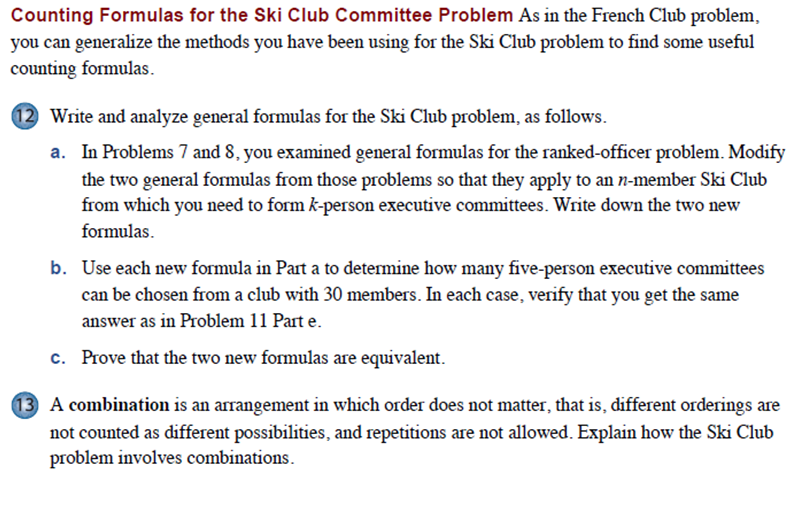 Counting Formulas for the Ski Club Committee Problem As in the French Club problem,
you can generalize the methods you have been using for the Ski Club problem to find some useful
counting formulas.
12 Write and analyze general formulas for the Ski Club problem, as follows.
a. In Problems 7 and 8, you examined general formulas for the ranked-officer problem. Modify
the two general formulas from those problems so that they apply to an n-member Ski Club
from which you need to form k-person executive committees. Write down the two new
formulas.
b. Use each new formula in Part a to determine how many five-person executive committees
can be chosen from a club with 30 members. In each case, verify that you get the same
answer as in Problem 11 Part e.
c. Prove that the two new formulas are equivalent.
13 A combination is an arrangement in which order does not matter, that is, different orderings are
not counted as different possibilities, and repetitions are not allowed. Explain how the Ski Club
problem involves combinations.